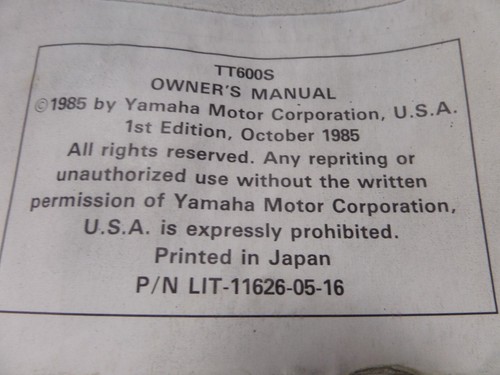 TT600S
OWNER'S MANUAL
©1985 by Yamaha Motor Corporation, U.S.A.
1st Edition, October 1985
All rights reserved. Any repriting or
unauthorized use without the written
permission of Yamaha Motor Corporation,
U.S.A. is expressly prohibited.
Printed in Japan
P/N LIT-11626-05-16